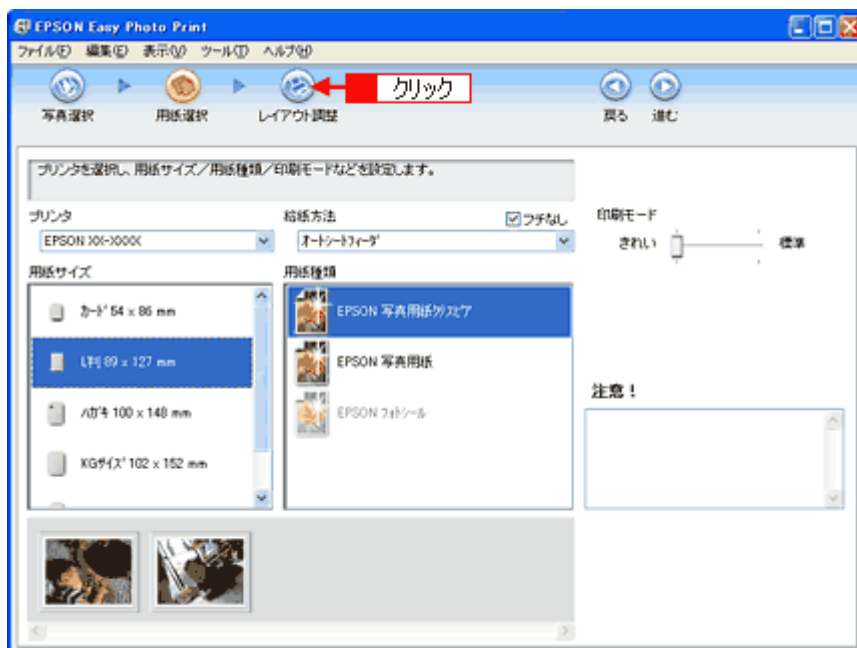 EPSON Easy Photo Print
ファイル(F) 編集(E) 表示(V) ツール(T) ヘルプ(H)
クリック
写真選択 用紙選択 レイアウト調整 戻る 進む
プリンタを選択し、用紙サイズ/用紙種類/印刷モードなどを設定します。
プリンタ 給紙方法 フチなし 印刷モード
EPSON XX-XXXX オートシートフィーダ きれい 標準
用紙サイズ 用紙種類
カード 54 x 86 mm EPSON 写真用紙クリスピア
L判 89 x 127 mm EPSON 写真用紙
注意!
ハガキ 100 x 148 mm EPSON フォトシール
KGサイズ 102 x 152 mm